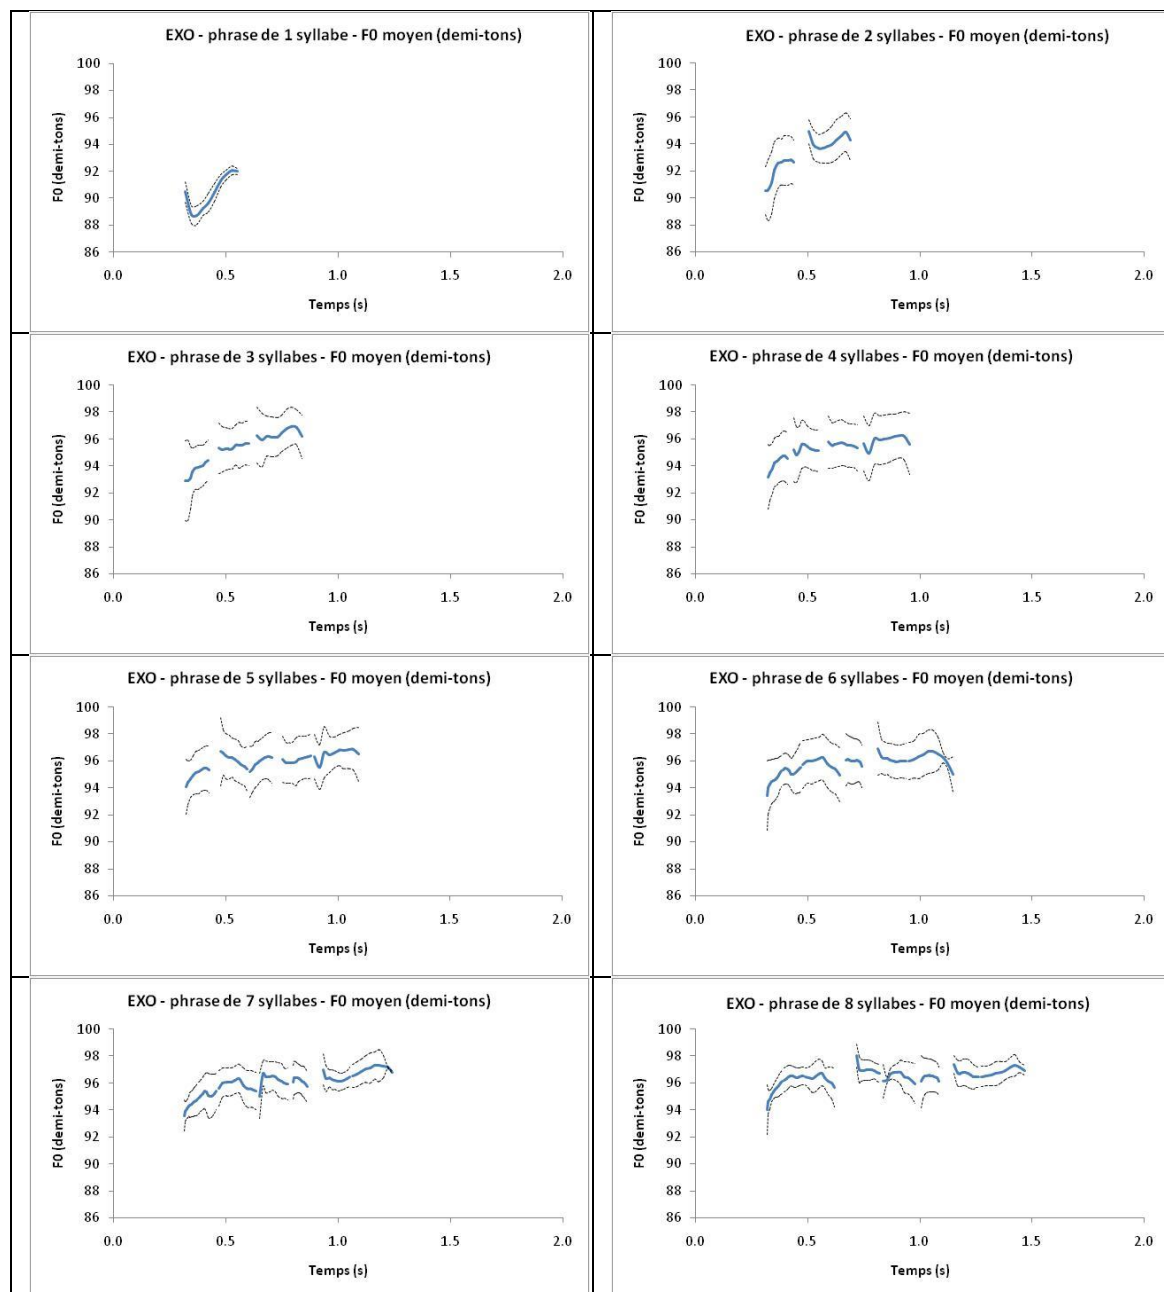 EXO - phrase de 1 syllabe - F0 moyen (demi-tons)
F0 (demi-tons)
100
98
96
94
92
90
88
86
0.0 0.5 1.0 1.5 2.0
Temps (s)
EXO - phrase de 2 syllabes - F0 moyen (demi-tons)
F0 (demi-tons)
100
98
96
94
92
90
88
86
0.0 0.5 1.0 1.5 2.0
Temps (s)
EXO - phrase de 3 syllabes - F0 moyen (demi-tons)
F0 (demi-tons)
100
98
96
94
92
90
88
86
0.0 0.5 1.0 1.5 2.0
Temps (s)
EXO - phrase de 4 syllabes - F0 moyen (demi-tons)
F0 (demi-tons)
100
98
96
94
92
90
88
86
0.0 0.5 1.0 1.5 2.0
Temps (s)
EXO - phrase de 5 syllabes - F0 moyen (demi-tons)
F0 (demi-tons)
100
98
96
94
92
90
88
86
0.0 0.5 1.0 1.5 2.0
Temps (s)
EXO - phrase de 6 syllabes - F0 moyen (demi-tons)
F0 (demi-tons)
100
98
96
94
92
90
88
86
0.0 0.5 1.0 1.5 2.0
Temps (s)
EXO - phrase de 7 syllabes - F0 moyen (demi-tons)
F0 (demi-tons)
100
98
96
94
92
90
88
86
0.0 0.5 1.0 1.5 2.0
Temps (s)
EXO - phrase de 8 syllabes - F0 moyen (demi-tons)
F0 (demi-tons)
100
98
96
94
92
90
88
86
0.0 0.5 1.0 1.5 2.0
Temps (s)